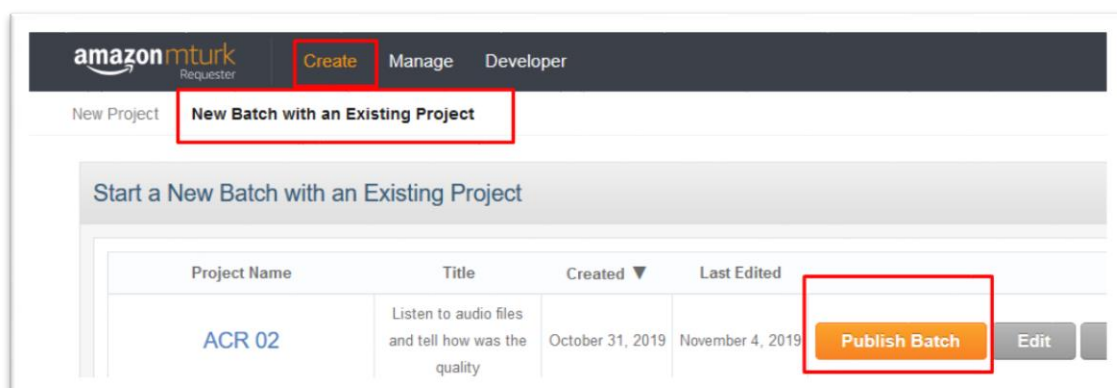 amazonmturk Create Manage Developer
Requester
New Project New Batch with an Existing Project
Start a New Batch with an Existing Project
Project Name Title Created ▼ Last Edited
Listen to audio files
ACR 02 and tell how was the October 31, 2019 November 4, 2019 Publish Batch Edit
quality